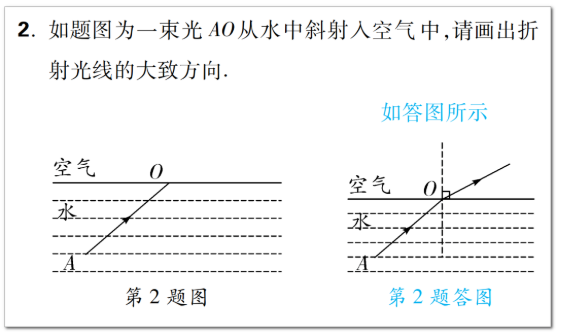 2. 如题图为一束光AO从水中斜射入空气中,请画出折
射光线的大致方向.
如答图所示
空气 O
水
A
第2题图
空气 O
水
A
第2题答图